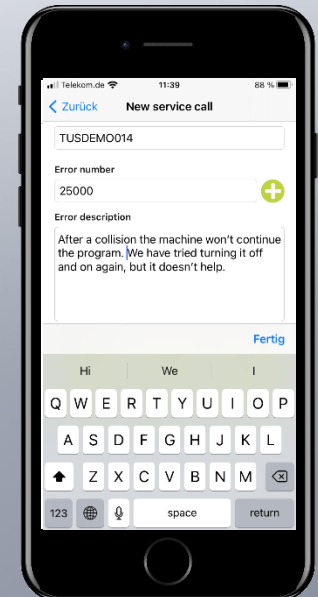 Telekom.de 11:39 88 %
Zurück New service call
TUSDEMO014
Error number
25000
Error description
After a collision the machine won't continue
the program. We have tried turning it off
and on again, but it doesn't help.
Fertig
Hi We I
Q W E R T Y U I O P
A S D F G H J K L
Z X C V B N M
123 space return